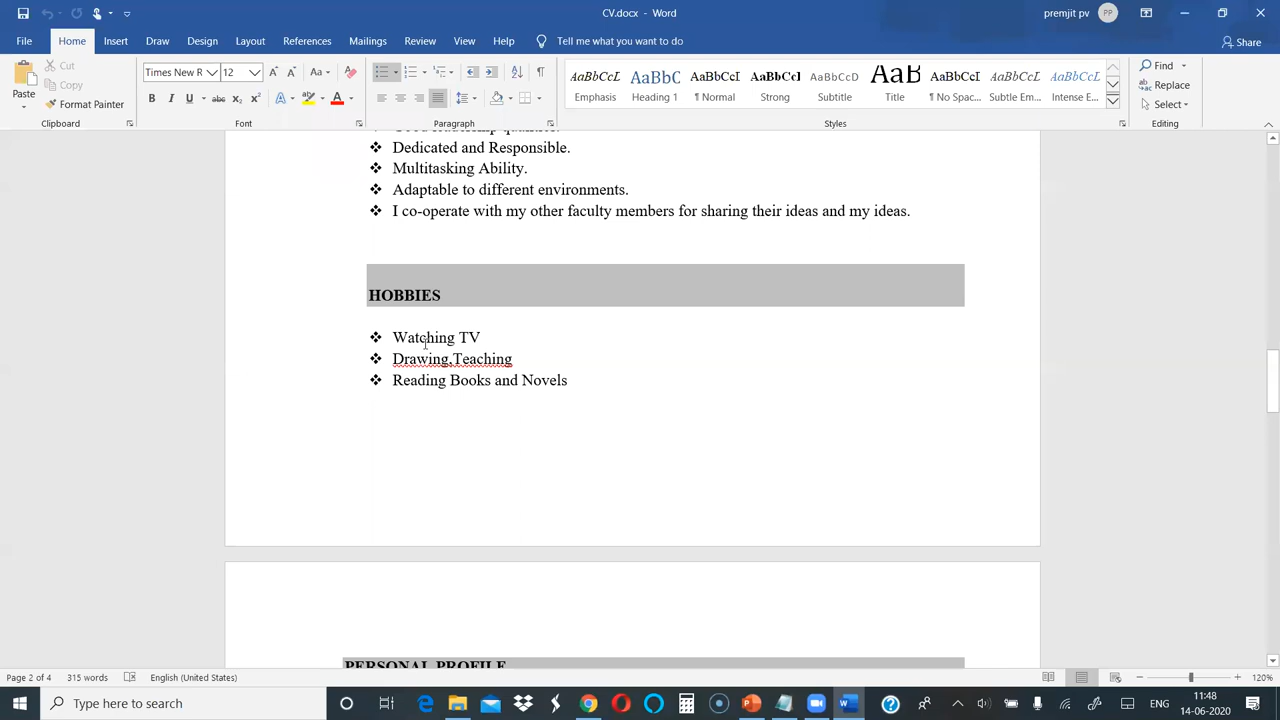 CV.docx - Word
premjit pv
PP
File Home Insert Draw Design Layout References Mailings Review View Help Tell me what you want to do
Share
Paste
Cut
Copy
Format Painter
Clipboard
Times New R 12
Font
Paragraph
AaBbCcL AaBbC AaBbCcI AaBbCcI AaBbCcD AaB AaBbCcI AaBbCcL AaBbCcL
Emphasis Heading 1 ¶ Normal Strong Subtitle Title ¶ No Spac... Subtle Em... Intense E...
Styles
Find
Replace
Select
Editing
Good leadership qualities.
❖ Dedicated and Responsible.
❖ Multitasking Ability.
❖ Adaptable to different environments.
❖ I co-operate with my other faculty members for sharing their ideas and my ideas.
HOBBIES
❖ Watching TV
❖ Drawing,Teaching
❖ Reading Books and Novels
PERSONAL PROFILE
Page 2 of 4 315 words English (United States)
120%
Type here to search
ENG
11:48
14-06-2020